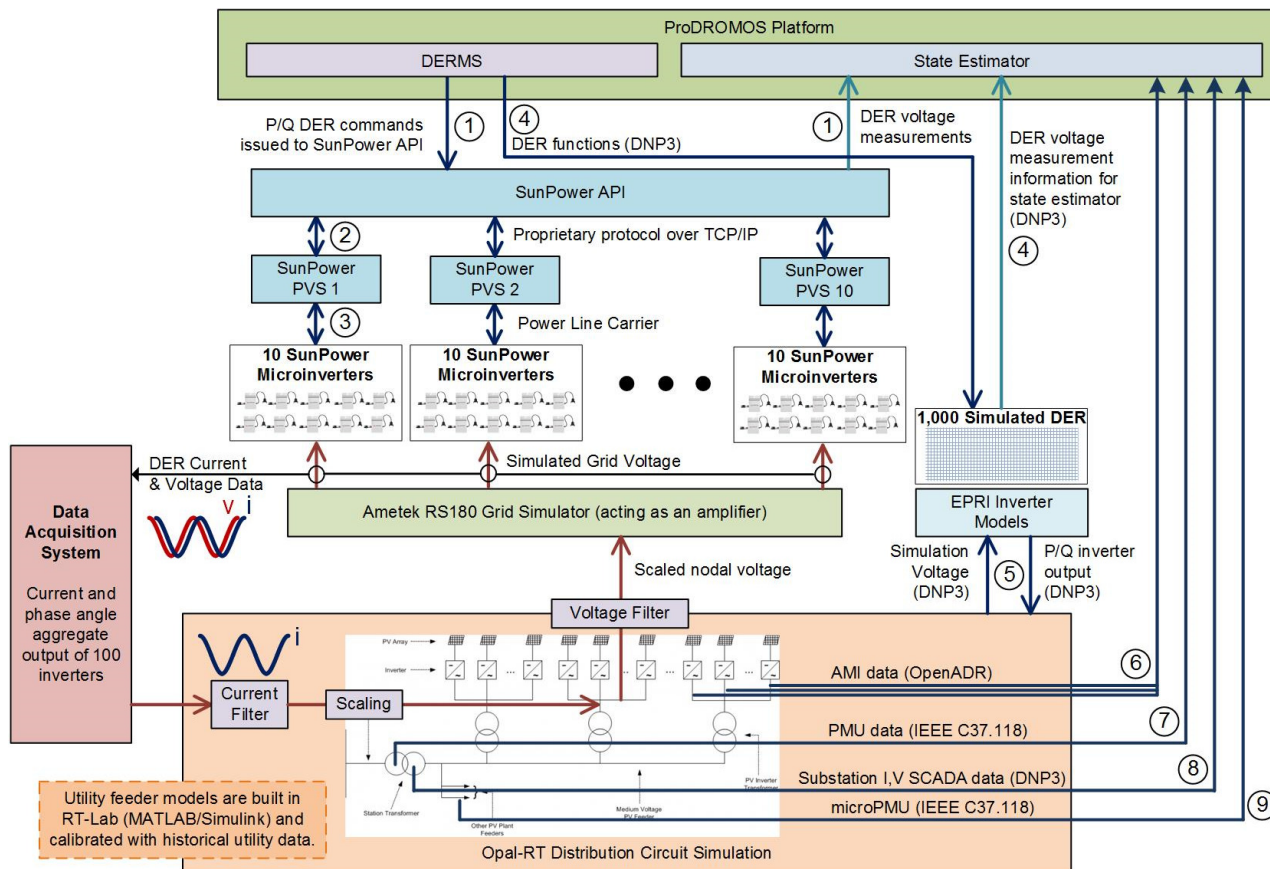 ProDROMOS Platform
DERMS
State Estimator
P/Q DER commands
issued to SunPower API
1
4
DER functions (DNP3)
1
DER voltage
measurements
DER voltage
measurement
information for
state estimator
(DNP3)
4
SunPower API
2
Proprietary protocol over TCP/IP
SunPower
PVS 1
SunPower
PVS 2
SunPower
PVS 10
3
Power Line Carrier
10 SunPower
Microinverters
10 SunPower
Microinverters
10 SunPower
Microinverters
1,000 Simulated DER
DER Current
& Voltage Data
Simulated Grid Voltage
v i
Data
Acquisition
System
Current and
phase angle
aggregate
output of 100
inverters
Ametek RS180 Grid Simulator (acting as an amplifier)
EPRI Inverter
Models
Simulation
Voltage
(DNP3)
5
P/Q inverter
output
(DNP3)
Scaled nodal voltage
Voltage Filter
i
PV Array
Inverter
... ... ...
Current
Filter
Scaling
AMI data (OpenADR)
6
PMU data (IEEE C37.118)
7
PV Inverter
Transformer
Substation I,V SCADA data (DNP3)
8
microPMU (IEEE C37.118)
9
Station Transformer
Other PV Plant
Feeders
Medium Voltage
PV Feeder
Utility feeder models are built in
RT-Lab (MATLAB/Simulink) and
calibrated with historical utility data.
Opal-RT Distribution Circuit Simulation